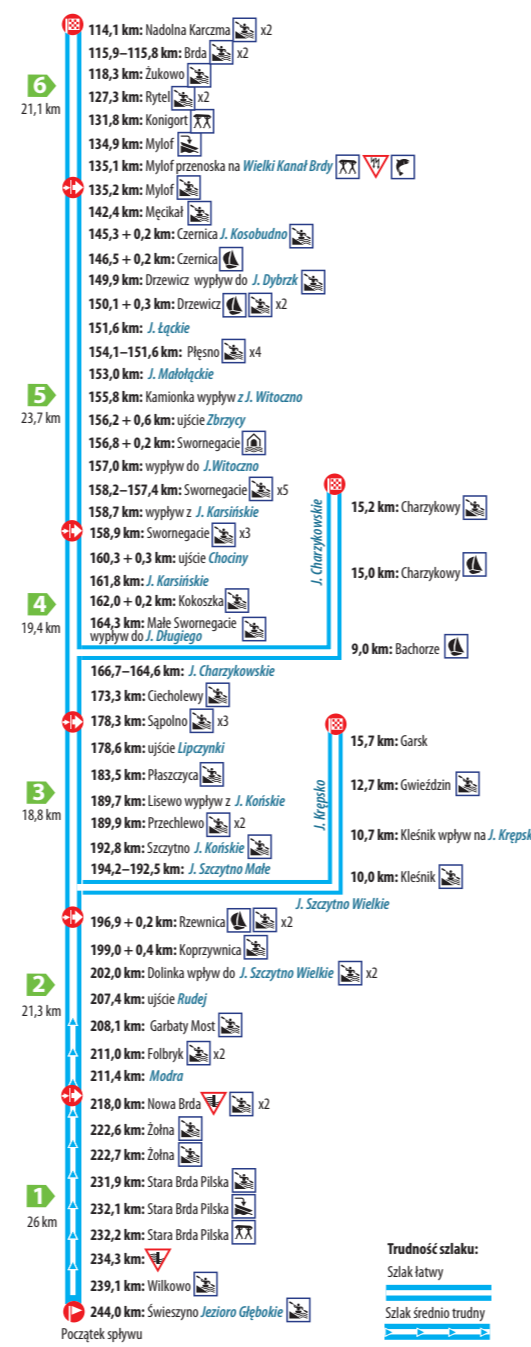 114,1 km: Nadolna Karczma x2
115,9–115,8 km: Brda x2
6
118,3 km: Żukowo
21,1 km
127,3 km: Rytel x2
131,8 km: Konigort
134,9 km: Mylof
135,1 km: Mylof przenoska na Wielki Kanał Brdy
135,2 km: Mylof
142,4 km: Męcikał
145,3 + 0,2 km: Czernica J. Kosobudno
146,5 + 0,2 km: Czernica
149,9 km: Drzewicz wypływ do J. Dybrzk
150,1 + 0,3 km: Drzewicz x2
151,6 km: J. Łąckie
154,1–151,6 km: Płęsno x4
153,0 km: J. Małołąckie
5
23,7 km
155,8 km: Kamionka wypływ z J. Witoczno
156,2 + 0,6 km: ujście Zbrzycy
156,8 + 0,2 km: Swornegacie
157,0 km: wypływ do J.Witoczno
158,2–157,4 km: Swornegacie x5
158,7 km: wypływ z J. Karsińskie
158,9 km: Swornegacie x3
160,3 + 0,3 km: ujście Chociny
161,8 km: J. Karsińskie
4
19,4 km
162,0 + 0,2 km: Kokoszka
164,3 km: Małe Swornegacie
wypływ do J. Długiego
J. Charzykowskie
15,2 km: Charzykowy
15,0 km: Charzykowy
9,0 km: Bachorze
166,7–164,6 km: J. Charzykowskie
173,3 km: Ciecholewy
178,3 km: Sąpolno x3
178,6 km: ujście Lipczynki
3
18,8 km
183,5 km: Płaszczyca
189,7 km: Lisewo wypływ z J. Końskie
189,9 km: Przechlewo x2
192,8 km: Szczytno J. Końskie
194,2–192,5 km: J. Szczytno Małe
J. Krępsko
15,7 km: Garsk
12,7 km: Gwieździn
10,7 km: Kleśnik wpływ na J. Krępsk
10,0 km: Kleśnik
J. Szczytno Wielkie
196,9 + 0,2 km: Rzewnica x2
199,0 + 0,4 km: Koprzywnica
2
21,3 km
202,0 km: Dolinka wpływ do J. Szczytno Wielkie x2
207,4 km: ujście Rudej
208,1 km: Garbaty Most
211,0 km: Folbryk x2
211,4 km: Modra
218,0 km: Nowa Brda x2
222,6 km: Żołna
222,7 km: Żołna
1
26 km
231,9 km: Stara Brda Pilska
232,1 km: Stara Brda Pilska
232,2 km: Stara Brda Pilska
234,3 km:
239,1 km: Wilkowo
244,0 km: Świeszyno Jezioro Głębokie
Początek spływu
Trudność szlaku:
Szlak łatwy
Szlak średnio trudny